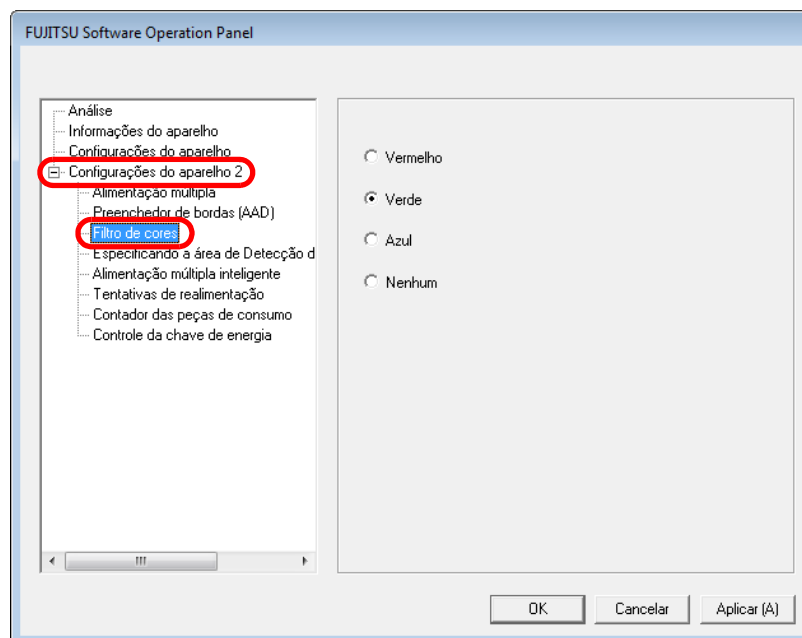 FUJITSU Software Operation Panel
Análise
Informações do aparelho
Configurações do aparelho
Configurações do aparelho 2
Alimentação múltipla
Preenchedor de bordas (AAD)
Filtro de cores
Especificando a área de Detecção d
Alimentação múltipla inteligente
Tentativas de realimentação
Contador das peças de consumo
Controle da chave de energia
Vermelho
Verde
Azul
Nenhum
OK Cancelar Aplicar (A)